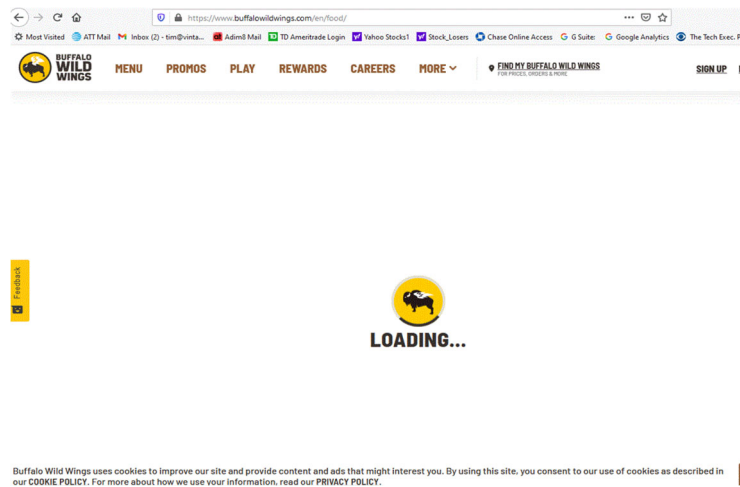 https://www.buffalowildwings.com/en/food/
Most Visited ATT Mail Inbox (2) - tim@vinta... Adim8 Mail TD Ameritrade Login Yahoo Stocks1 Stock_Losers Chase Online Access G Suite: Google Analytics The Tech Exec. F
BUFFALO
WILD
WINGS
MENU PROMOS PLAY REWARDS CAREERS MORE
FIND MY BUFFALO WILD WINGS
FOR PRICES, ORDERS & MORE
SIGN UP
Feedback
LOADING...
Buffalo Wild Wings uses cookies to improve our site and provide content and ads that might interest you. By using this site, you consent to our use of cookies as described in
our COOKIE POLICY. For more about how we use your information, read our PRIVACY POLICY.